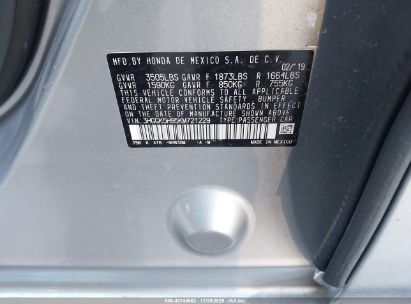 MFD. BY HONDA DE MEXICO S.A. DE C.V.
02/'19
GVWR 3505LBS GAWR F 1873LBS R 1664LBS
GVWR 1590KG GAWR F 850KG R 755KG
THIS VEHICLE CONFORMS TO ALL APPLICABLE
FEDERAL MOTOR VEHICLE SAFETY, BUMPER
AND THEFT PREVENTION STANDARDS IN EFFECT
ON THE DATE OF MANUFACTURE SHOWN ABOVE.
VIN: 3HGGK5H95KM721229 TYPE: PASSENGER CAR
MADE IN MEXICO